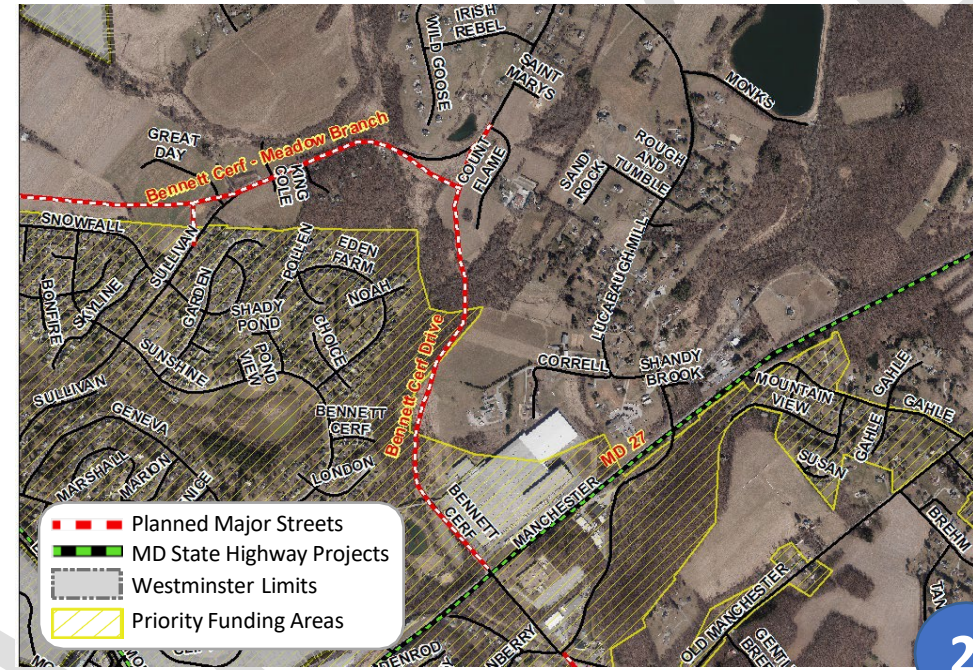 IRISH
REBEL
WILD GOOSE
SAINT
MARYS
MONKS
GREAT
DAY
Bennett Cerf - Meadow Branch
KING
COLE
COUNT
FLAME
SAND
ROCK
ROUGH
AND
TUMBLE
SNOWFALL
SULLIVAN
POLLEN
EDEN
FARM
BONFIRE
SKYLINE
GARDEN
NOAH
LUCABAUGH MILL
SHADY
POND
CHOICE
SUNSHINE
POND
VIEW
Bennett Cerf Drive
CORRELL
SHANDY
BROOK
SULLIVAN
MOUNTAIN
VIEW
GAHLE
GAHLE
GENEVA
BENNETT
CERF
MD 27
GAHLE
SUSAN
MARSHALL
MARION
LONDON
BENNETT
CERF
MANCHESTER
BREHM
OLD MANCHESTER
Planned Major Streets
MD State Highway Projects
Westminster Limits
Priority Funding Areas
2